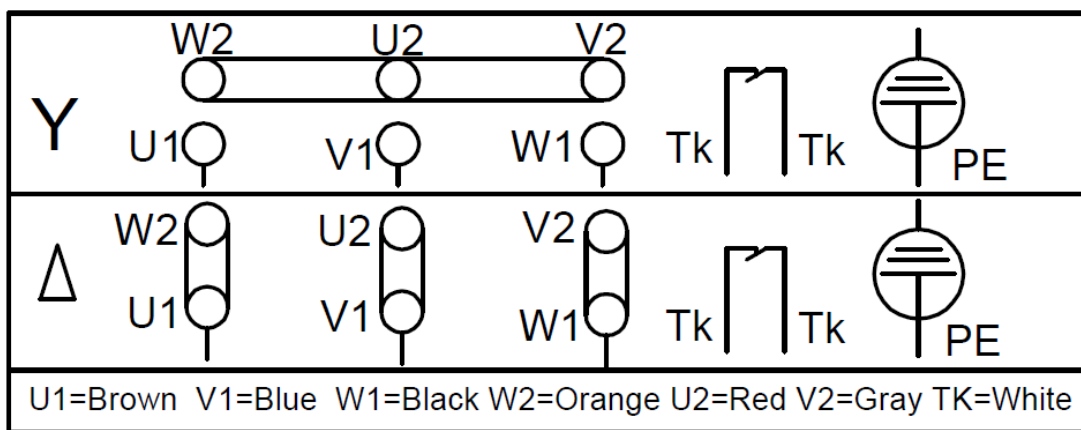 W2 U2 V2
Y U1 V1 W1 Tk Tk PE
W2 U2 V2
Δ U1 V1 W1 Tk Tk PE
U1=Brown V1=Blue W1=Black W2=Orange U2=Red V2=Gray TK=White